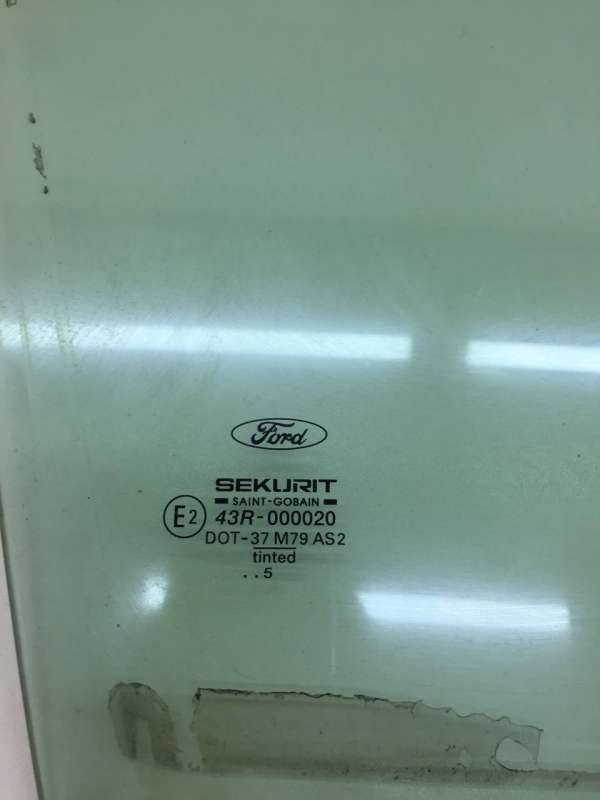 Ford
SEKURIT
SAINT-GOBAIN
E2 43R-000020
DOT-37 M79 AS2
tinted
..5